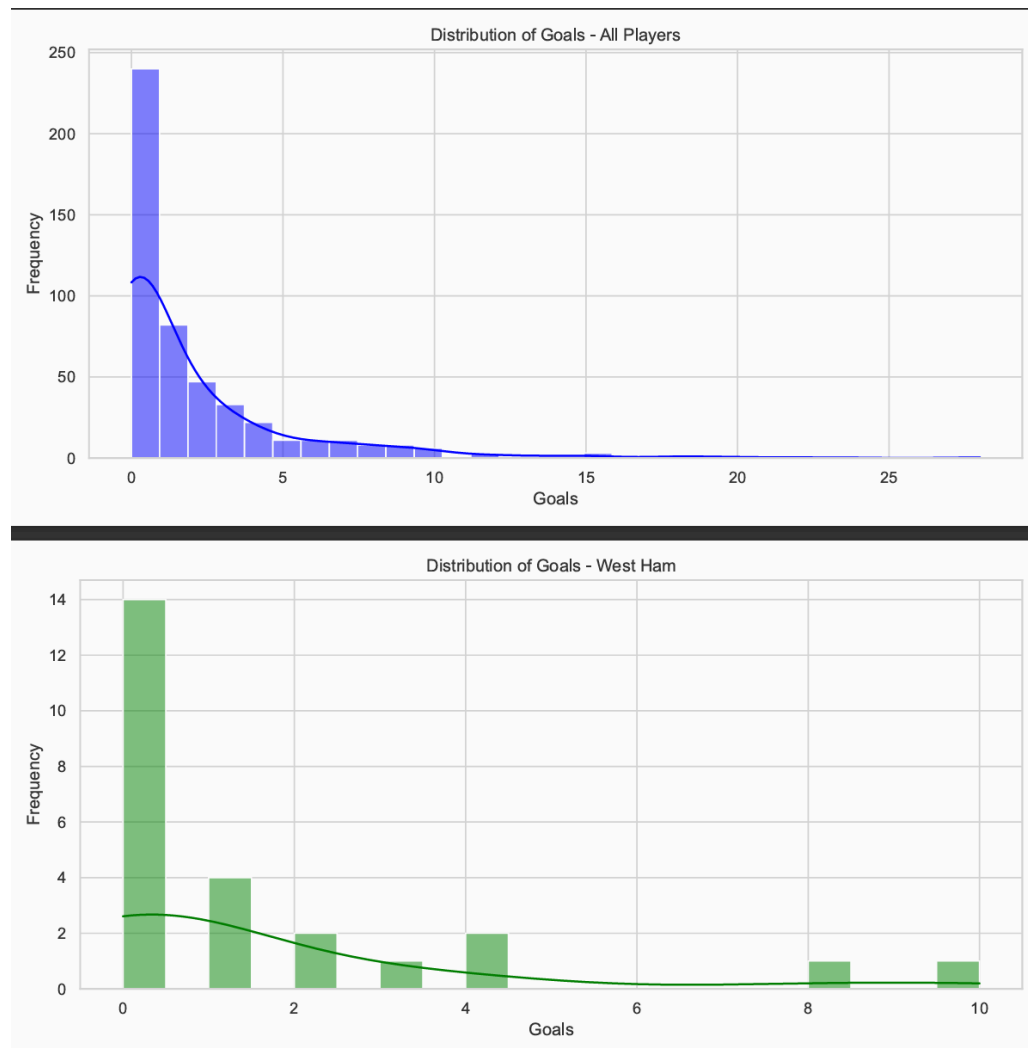 Distribution of Goals - All Players
250
200
150
100
50
0
Frequency
0 5 10 15 20 25
Goals
Distribution of Goals - West Ham
14
12
10
8
6
4
2
0
Frequency
0 2 4 6 8 10
Goals